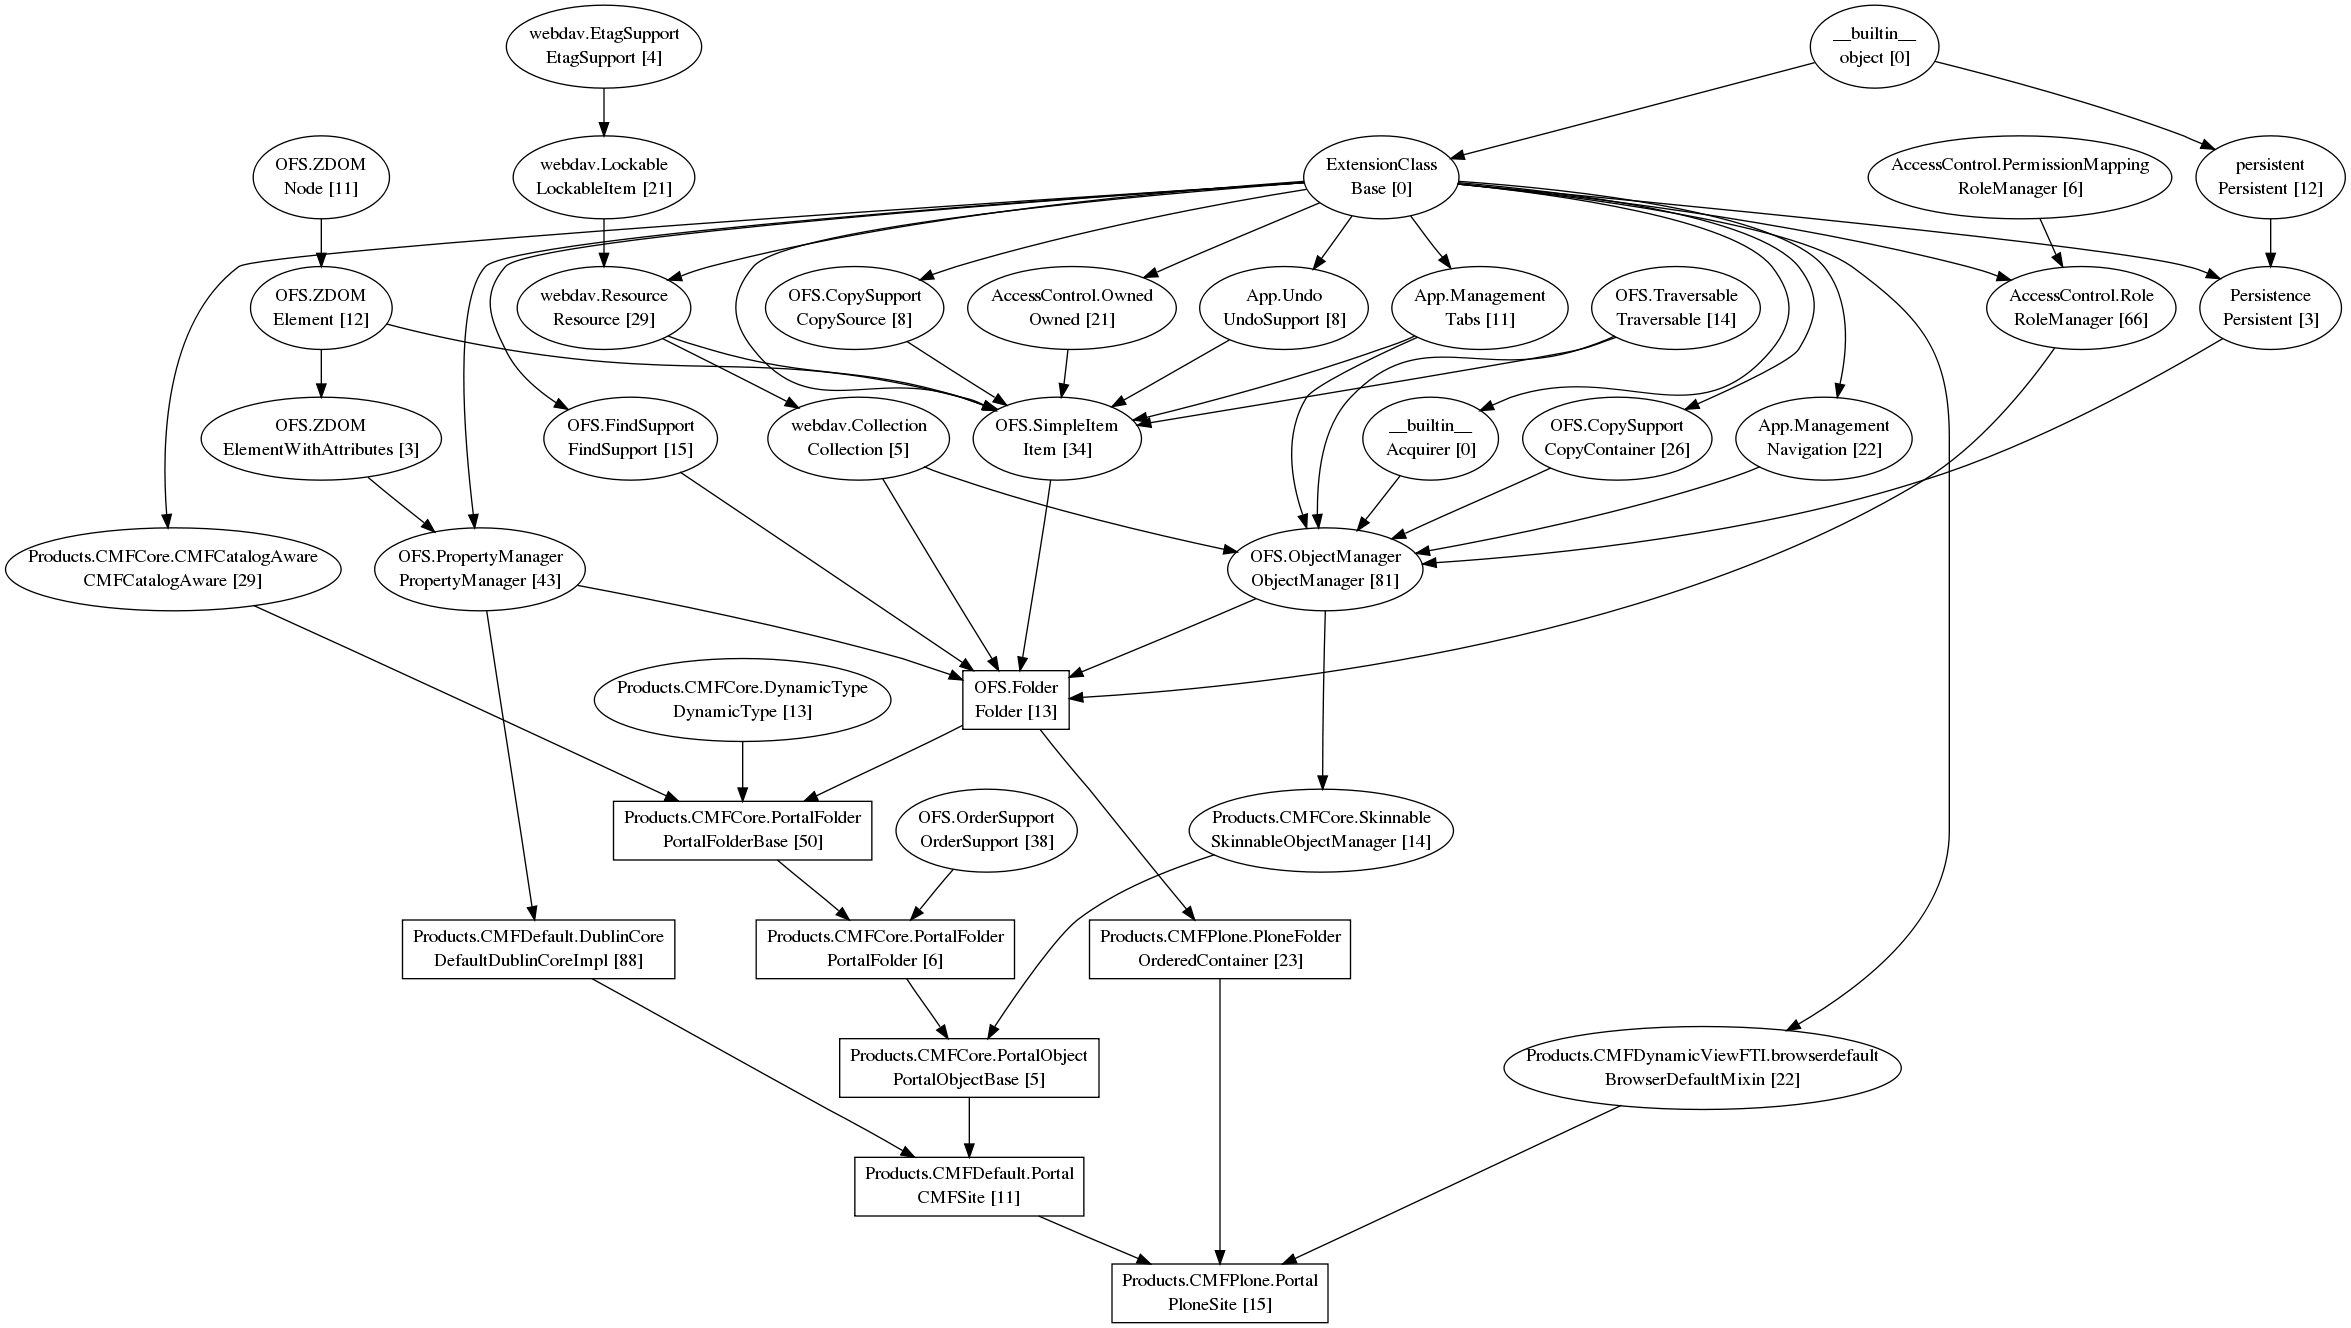 webdav.EtagSupport
EtagSupport [4]
__builtin__
object [0]
OFS.ZDOM
Node [11]
webdav.Lockable
LockableItem [21]
ExtensionClass
Base [0]
AccessControl.PermissionMapping
RoleManager [6]
persistent
Persistent [12]
OFS.ZDOM
Element [12]
webdav.Resource
Resource [29]
OFS.CopySupport
CopySource [8]
AccessControl.Owned
Owned [21]
App.Undo
UndoSupport [8]
App.Management
Tabs [11]
OFS.Traversable
Traversable [14]
AccessControl.Role
RoleManager [66]
Persistence
Persistent [3]
OFS.ZDOM
ElementWithAttributes [3]
OFS.FindSupport
FindSupport [15]
webdav.Collection
Collection [5]
OFS.SimpleItem
Item [34]
__builtin__
Acquirer [0]
OFS.CopySupport
CopyContainer [26]
App.Management
Navigation [22]
Products.CMFCore.CMFCatalogAware
CMFCatalogAware [29]
OFS.PropertyManager
PropertyManager [43]
OFS.ObjectManager
ObjectManager [81]
Products.CMFCore.DynamicType
DynamicType [13]
OFS.Folder
Folder [13]
Products.CMFCore.PortalFolder
PortalFolderBase [50]
OFS.OrderSupport
OrderSupport [38]
Products.CMFCore.Skinnable
SkinnableObjectManager [14]
Products.CMFDefault.DublinCore
DefaultDublinCoreImpl [88]
Products.CMFCore.PortalFolder
PortalFolder [6]
Products.CMFPlone.PloneFolder
OrderedContainer [23]
Products.CMFCore.PortalObject
PortalObjectBase [5]
Products.CMFDynamicViewFTI.browserdefault
BrowserDefaultMixin [22]
Products.CMFDefault.Portal
CMFSite [11]
Products.CMFPlone.Portal
PloneSite [15]